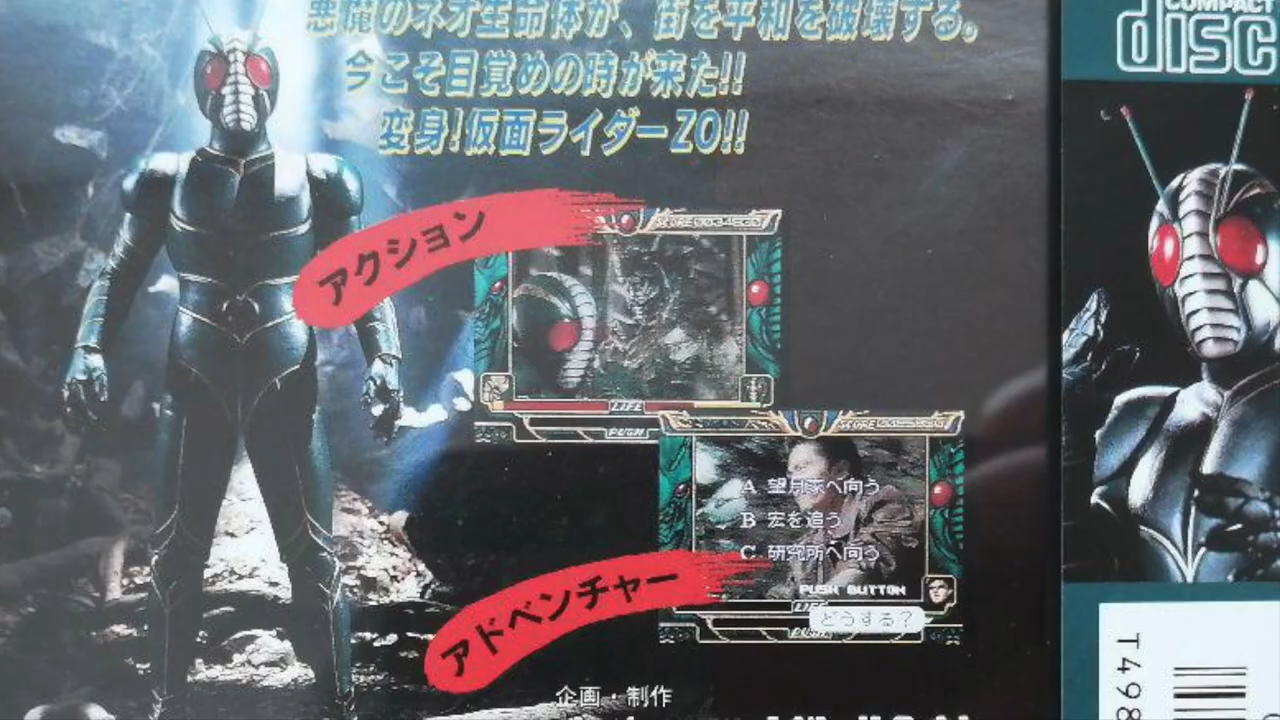 悪魔のネオ生命体が、街を平和を破壊する。
今こそ目覚めの時が来た!!
変身!仮面ライダーZO!!
アクション
SCORE
LIFE
PUSH
SCORE
A 望月家へ向う
B 宏を追う
C 研究所へ向う
PUSH BUTTON
LIFE
どうする?
アドベンチャー
企画・制作
COMPACT
disc
T498